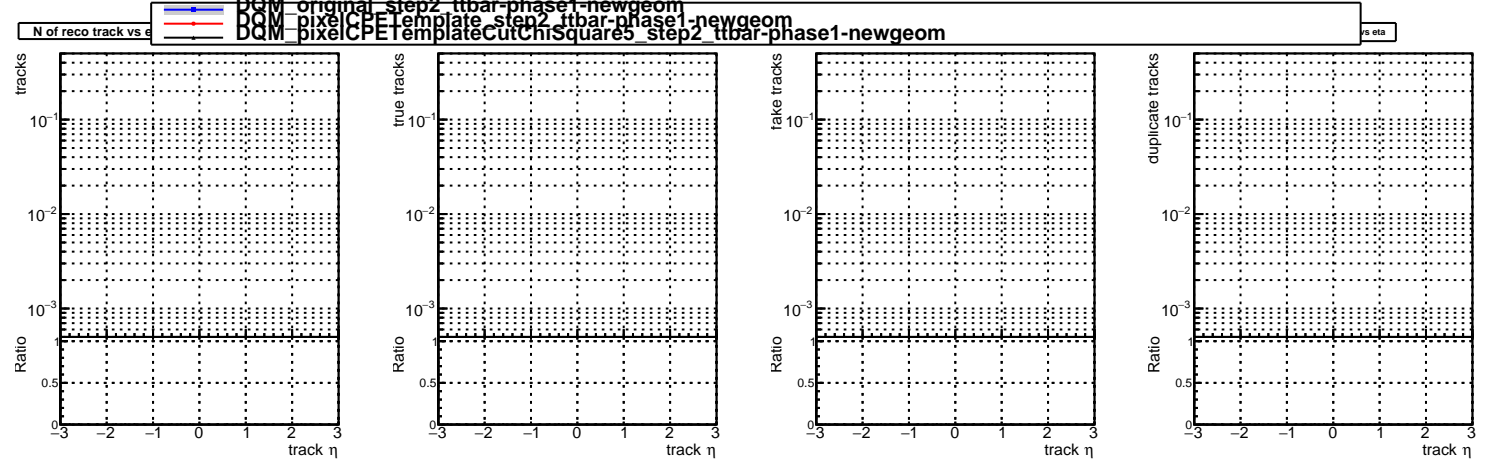 DQM_original_step2_ttbar-phase1-newgeom
DQM_pixelCPETemplate_step2_ttbar-phase1-newgeom
DQM_pixelCPETemplateCutChiSquare5_step2_ttbar-phase1-newgeom
N of reco track vs
vs eta
tracks
10−1
10−2
10−3
Ratio
1
0.5
0
−3 −2 −1 0 1 2 3
track η
true tracks
10−1
10−2
10−3
Ratio
1
0.5
0
−3 −2 −1 0 1 2 3
track η
fake tracks
10−1
10−2
10−3
Ratio
1
0.5
0
−3 −2 −1 0 1 2 3
track η
duplicate tracks
10−1
10−2
10−3
Ratio
1
0.5
0
−3 −2 −1 0 1 2 3
track η